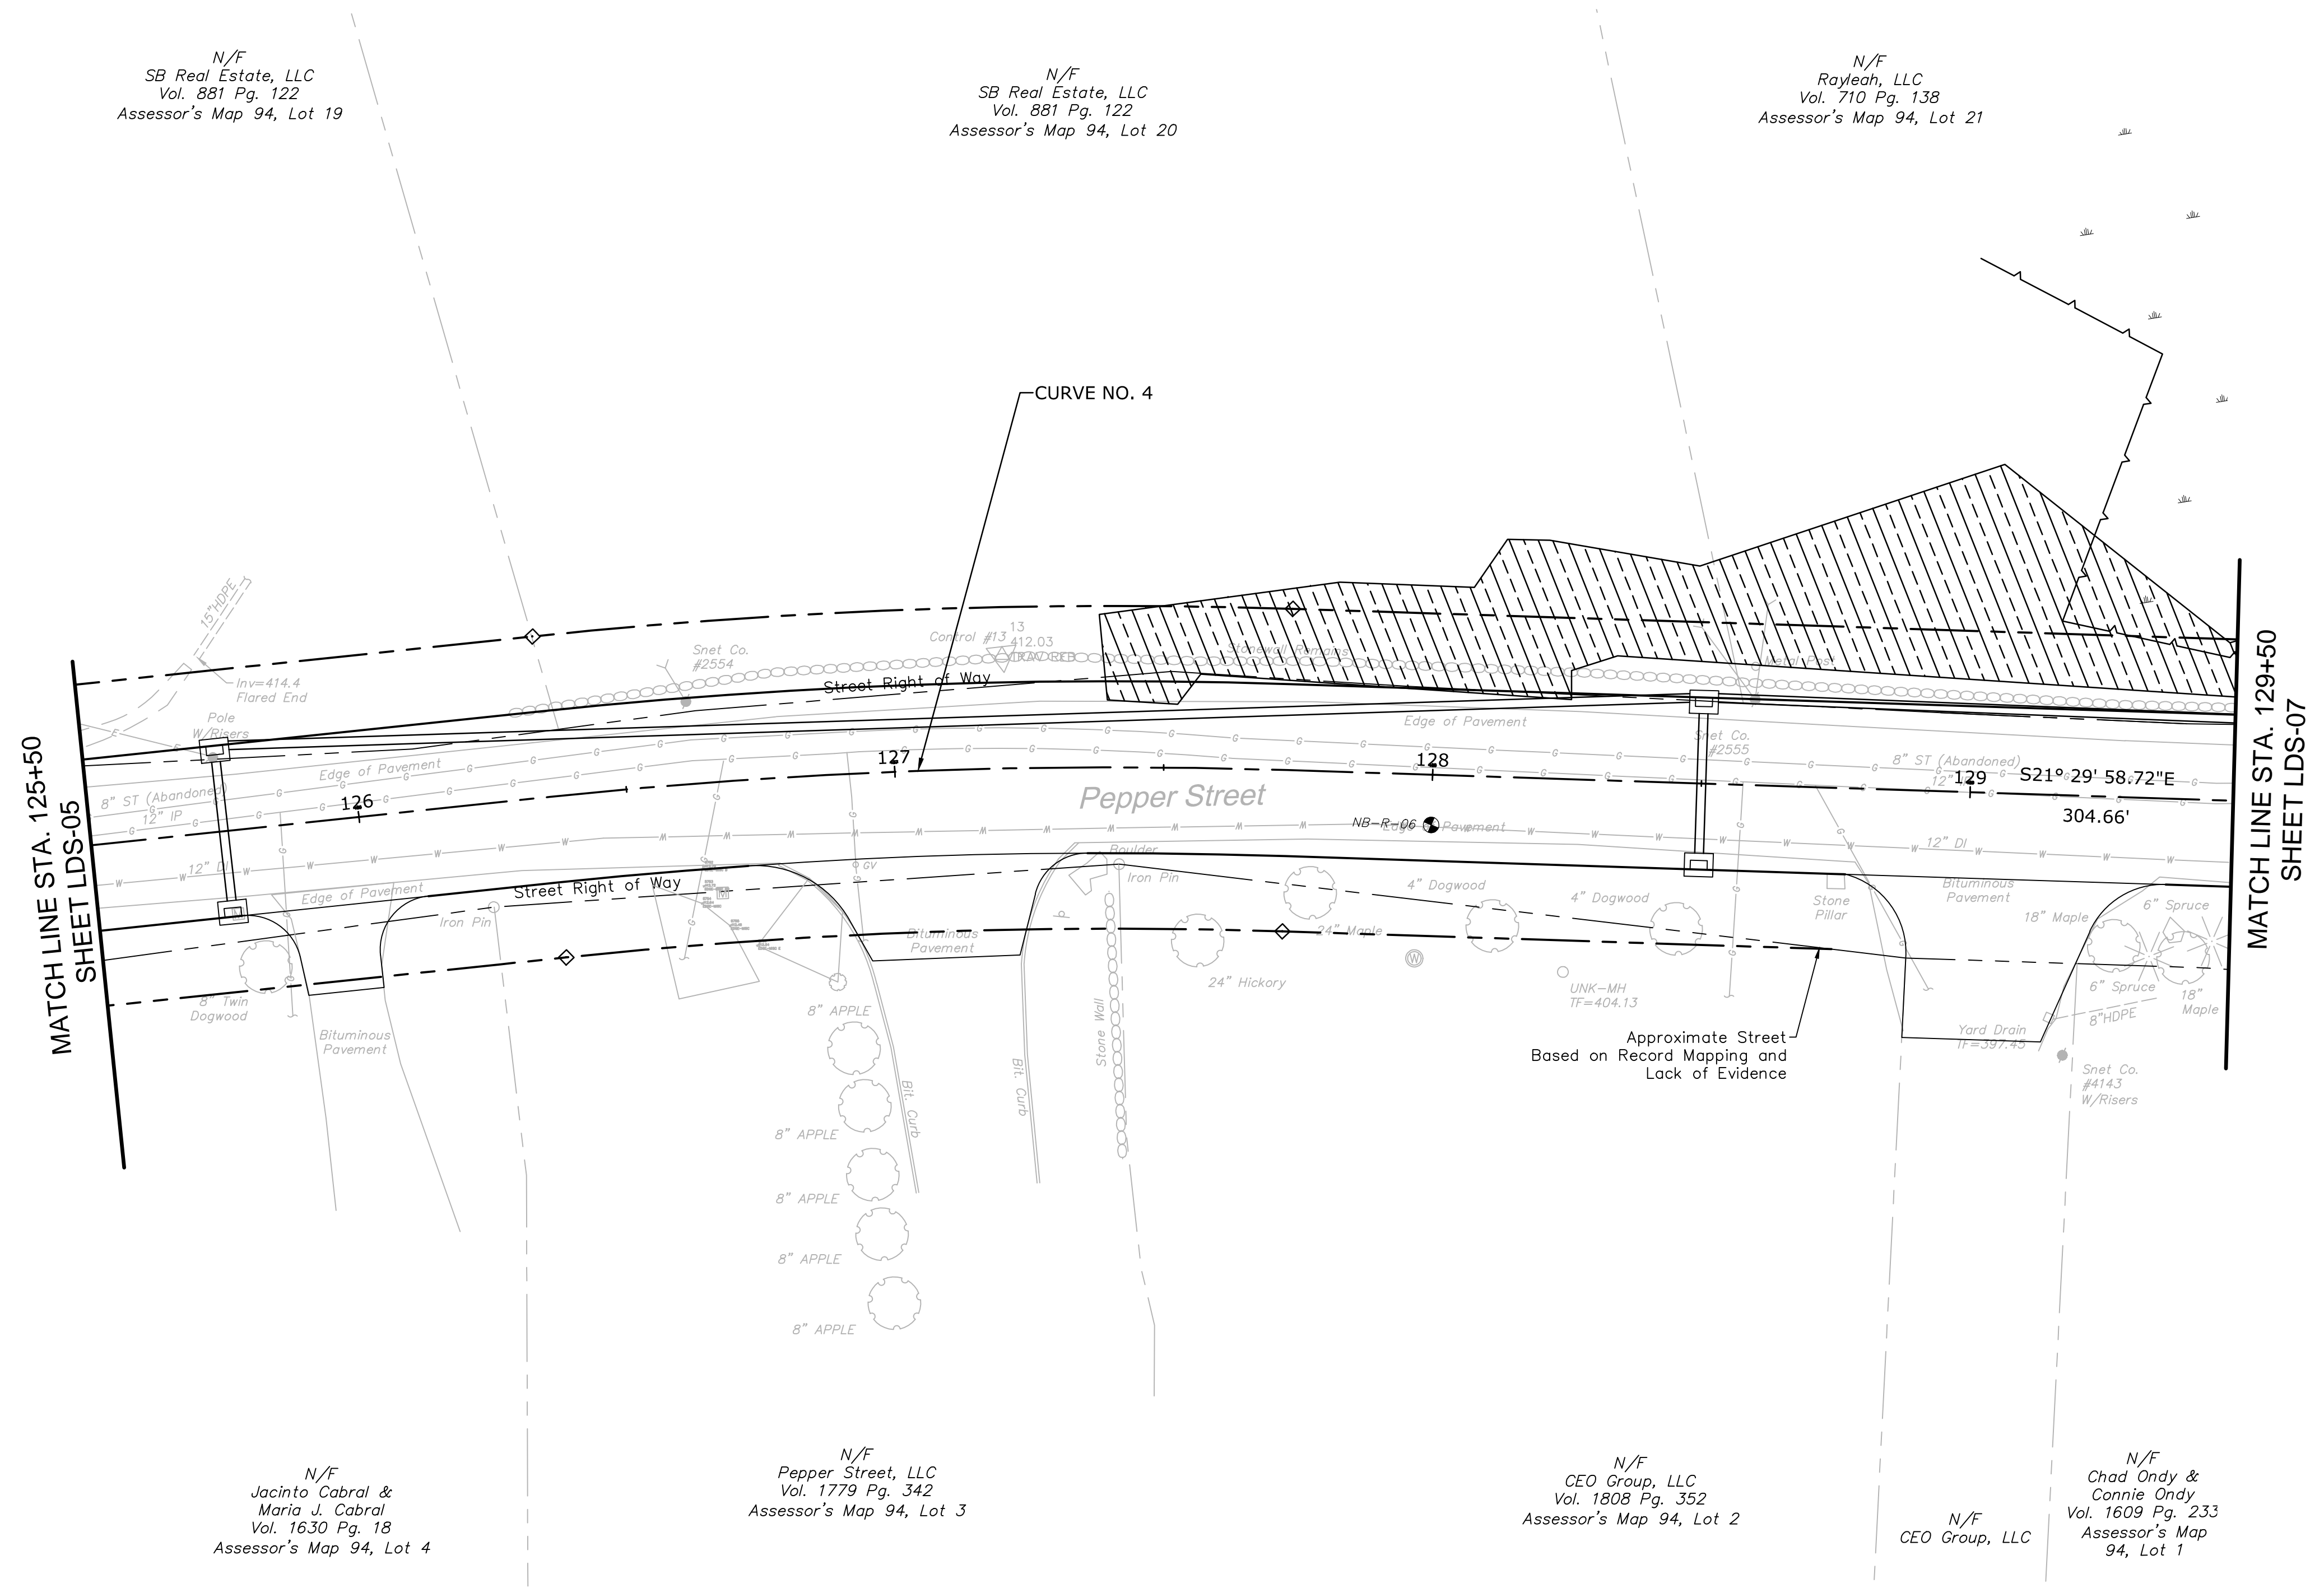 N/F
SB Real Estate, LLC
Vol. 881 Pg. 122
Assessor's Map 94, Lot 19
N/F
SB Real Estate, LLC
Vol. 881 Pg. 122
Assessor's Map 94, Lot 20
N/F
Rayleah, LLC
Vol. 710 Pg. 138
Assessor's Map 94, Lot 21
CURVE NO. 4
MATCH LINE STA. 125+50
SHEET LDS-05
MATCH LINE STA. 129+50
SHEET LDS-07
15"HDPE
Inv=414.4
Flared End
Pole
W/Risers
Snet Co.
#2554
Control #13
13
412.03
Stonewall Remains
Metal Post
Street Right of Way
Edge of Pavement
Edge of Pavement
Snet Co.
#2555
8" ST (Abandoned)
12" IP
8" ST (Abandoned)
126
127
128
129
S21° 29' 58.72"E
304.66'
Pepper Street
NB-R-06
Edge of Pavement
12" DI
12" DI
Edge of Pavement
Street Right of Way
Iron Pin
GV
Boulder
Iron Pin
4" Dogwood
4" Dogwood
Stone
Pillar
Bituminous
Pavement
18" Maple
6" Spruce
Bituminous
Pavement
24" Maple
24" Hickory
8" Twin
Dogwood
Bituminous
Pavement
8" APPLE
8" APPLE
8" APPLE
8" APPLE
8" APPLE
Bit. Curb
Bit. Curb
Stone Wall
UNK-MH
TF=404.13
Approximate Street
Based on Record Mapping and
Lack of Evidence
6" Spruce
18"
Maple
8"HDPE
Yard Drain
TF=397.45
Snet Co.
#4143
W/Risers
N/F
Jacinto Cabral &
Maria J. Cabral
Vol. 1630 Pg. 18
Assessor's Map 94, Lot 4
N/F
Pepper Street, LLC
Vol. 1779 Pg. 342
Assessor's Map 94, Lot 3
N/F
CEO Group, LLC
Vol. 1808 Pg. 352
Assessor's Map 94, Lot 2
N/F
CEO Group, LLC
N/F
Chad Ondy &
Connie Ondy
Vol. 1609 Pg. 233
Assessor's Map
94, Lot 1